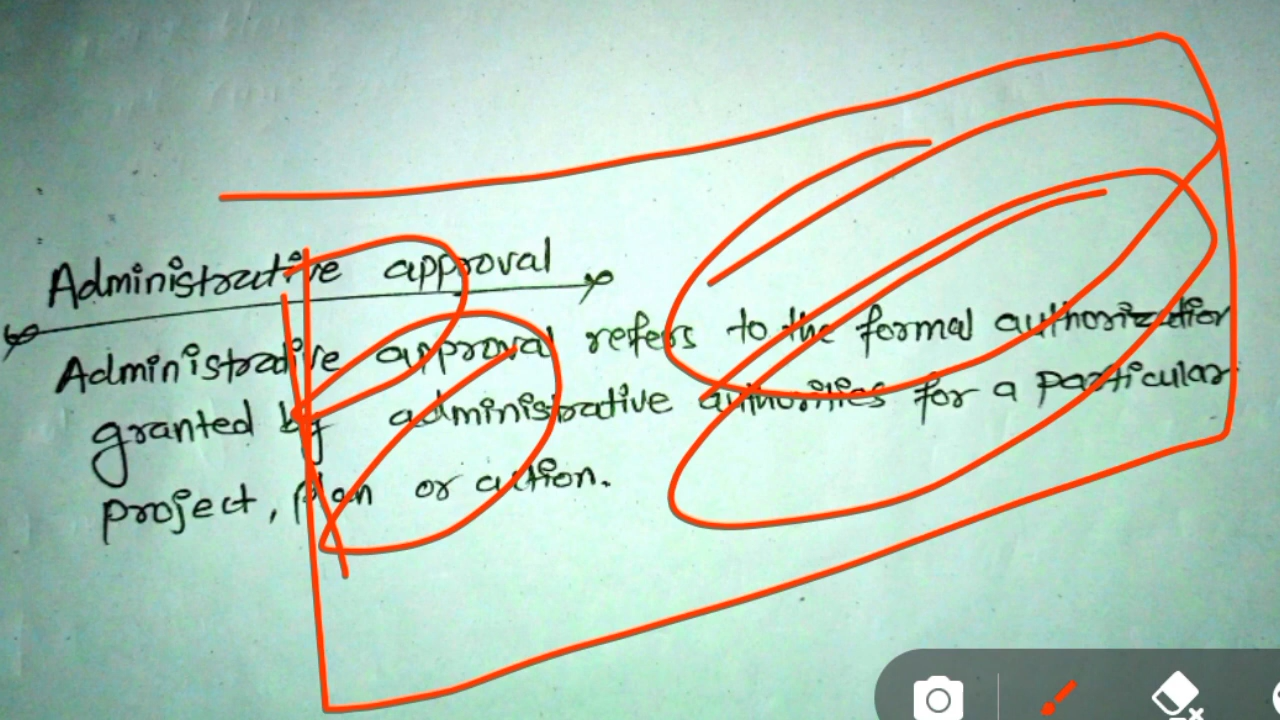 Administrative approval
Administrative approval refers to the formal authorization
granted by administrative authorities for a particular
project, plan or action.